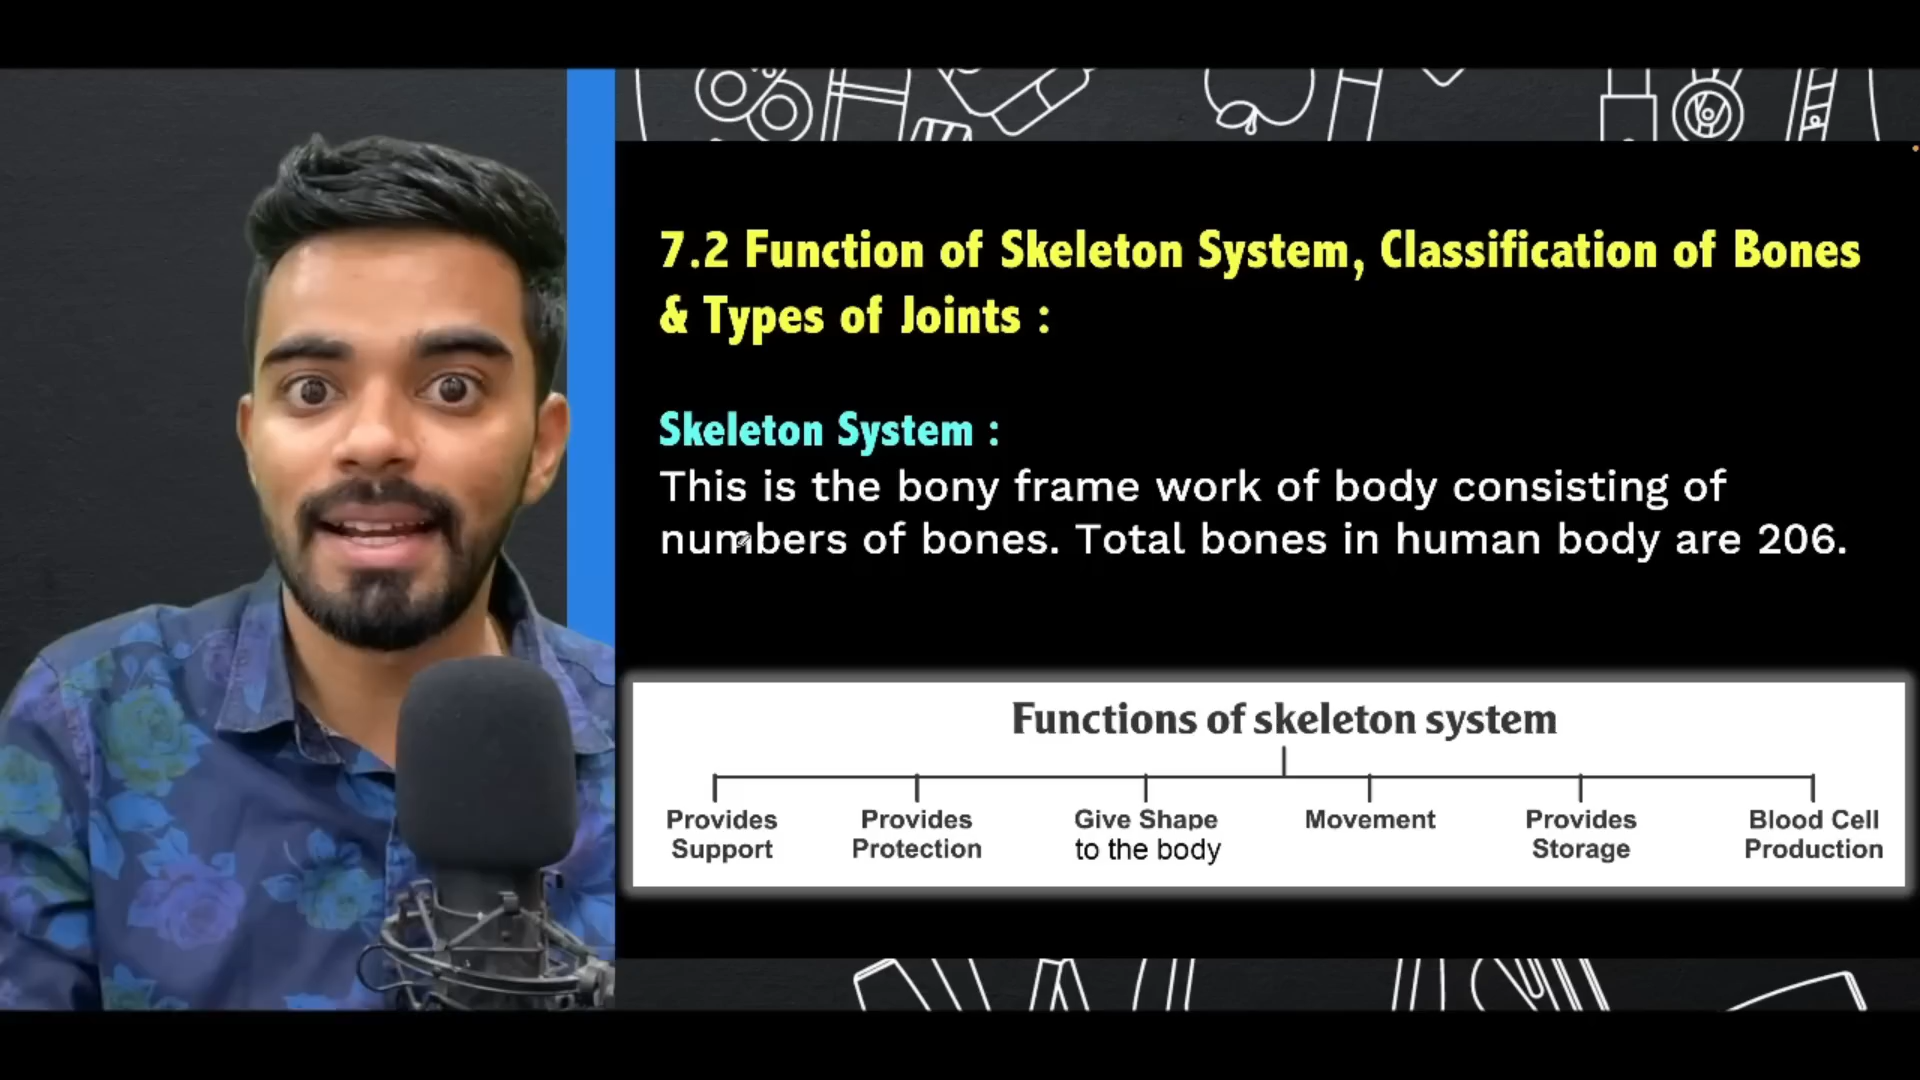 7.2 Function of Skeleton System, Classification of Bones
& Types of Joints :
Skeleton System :
This is the bony frame work of body consisting of
numbers of bones. Total bones in human body are 206.
Functions of skeleton system
Provides
Support
Provides
Protection
Give Shape
to the body
Movement
Provides
Storage
Blood Cell
Production